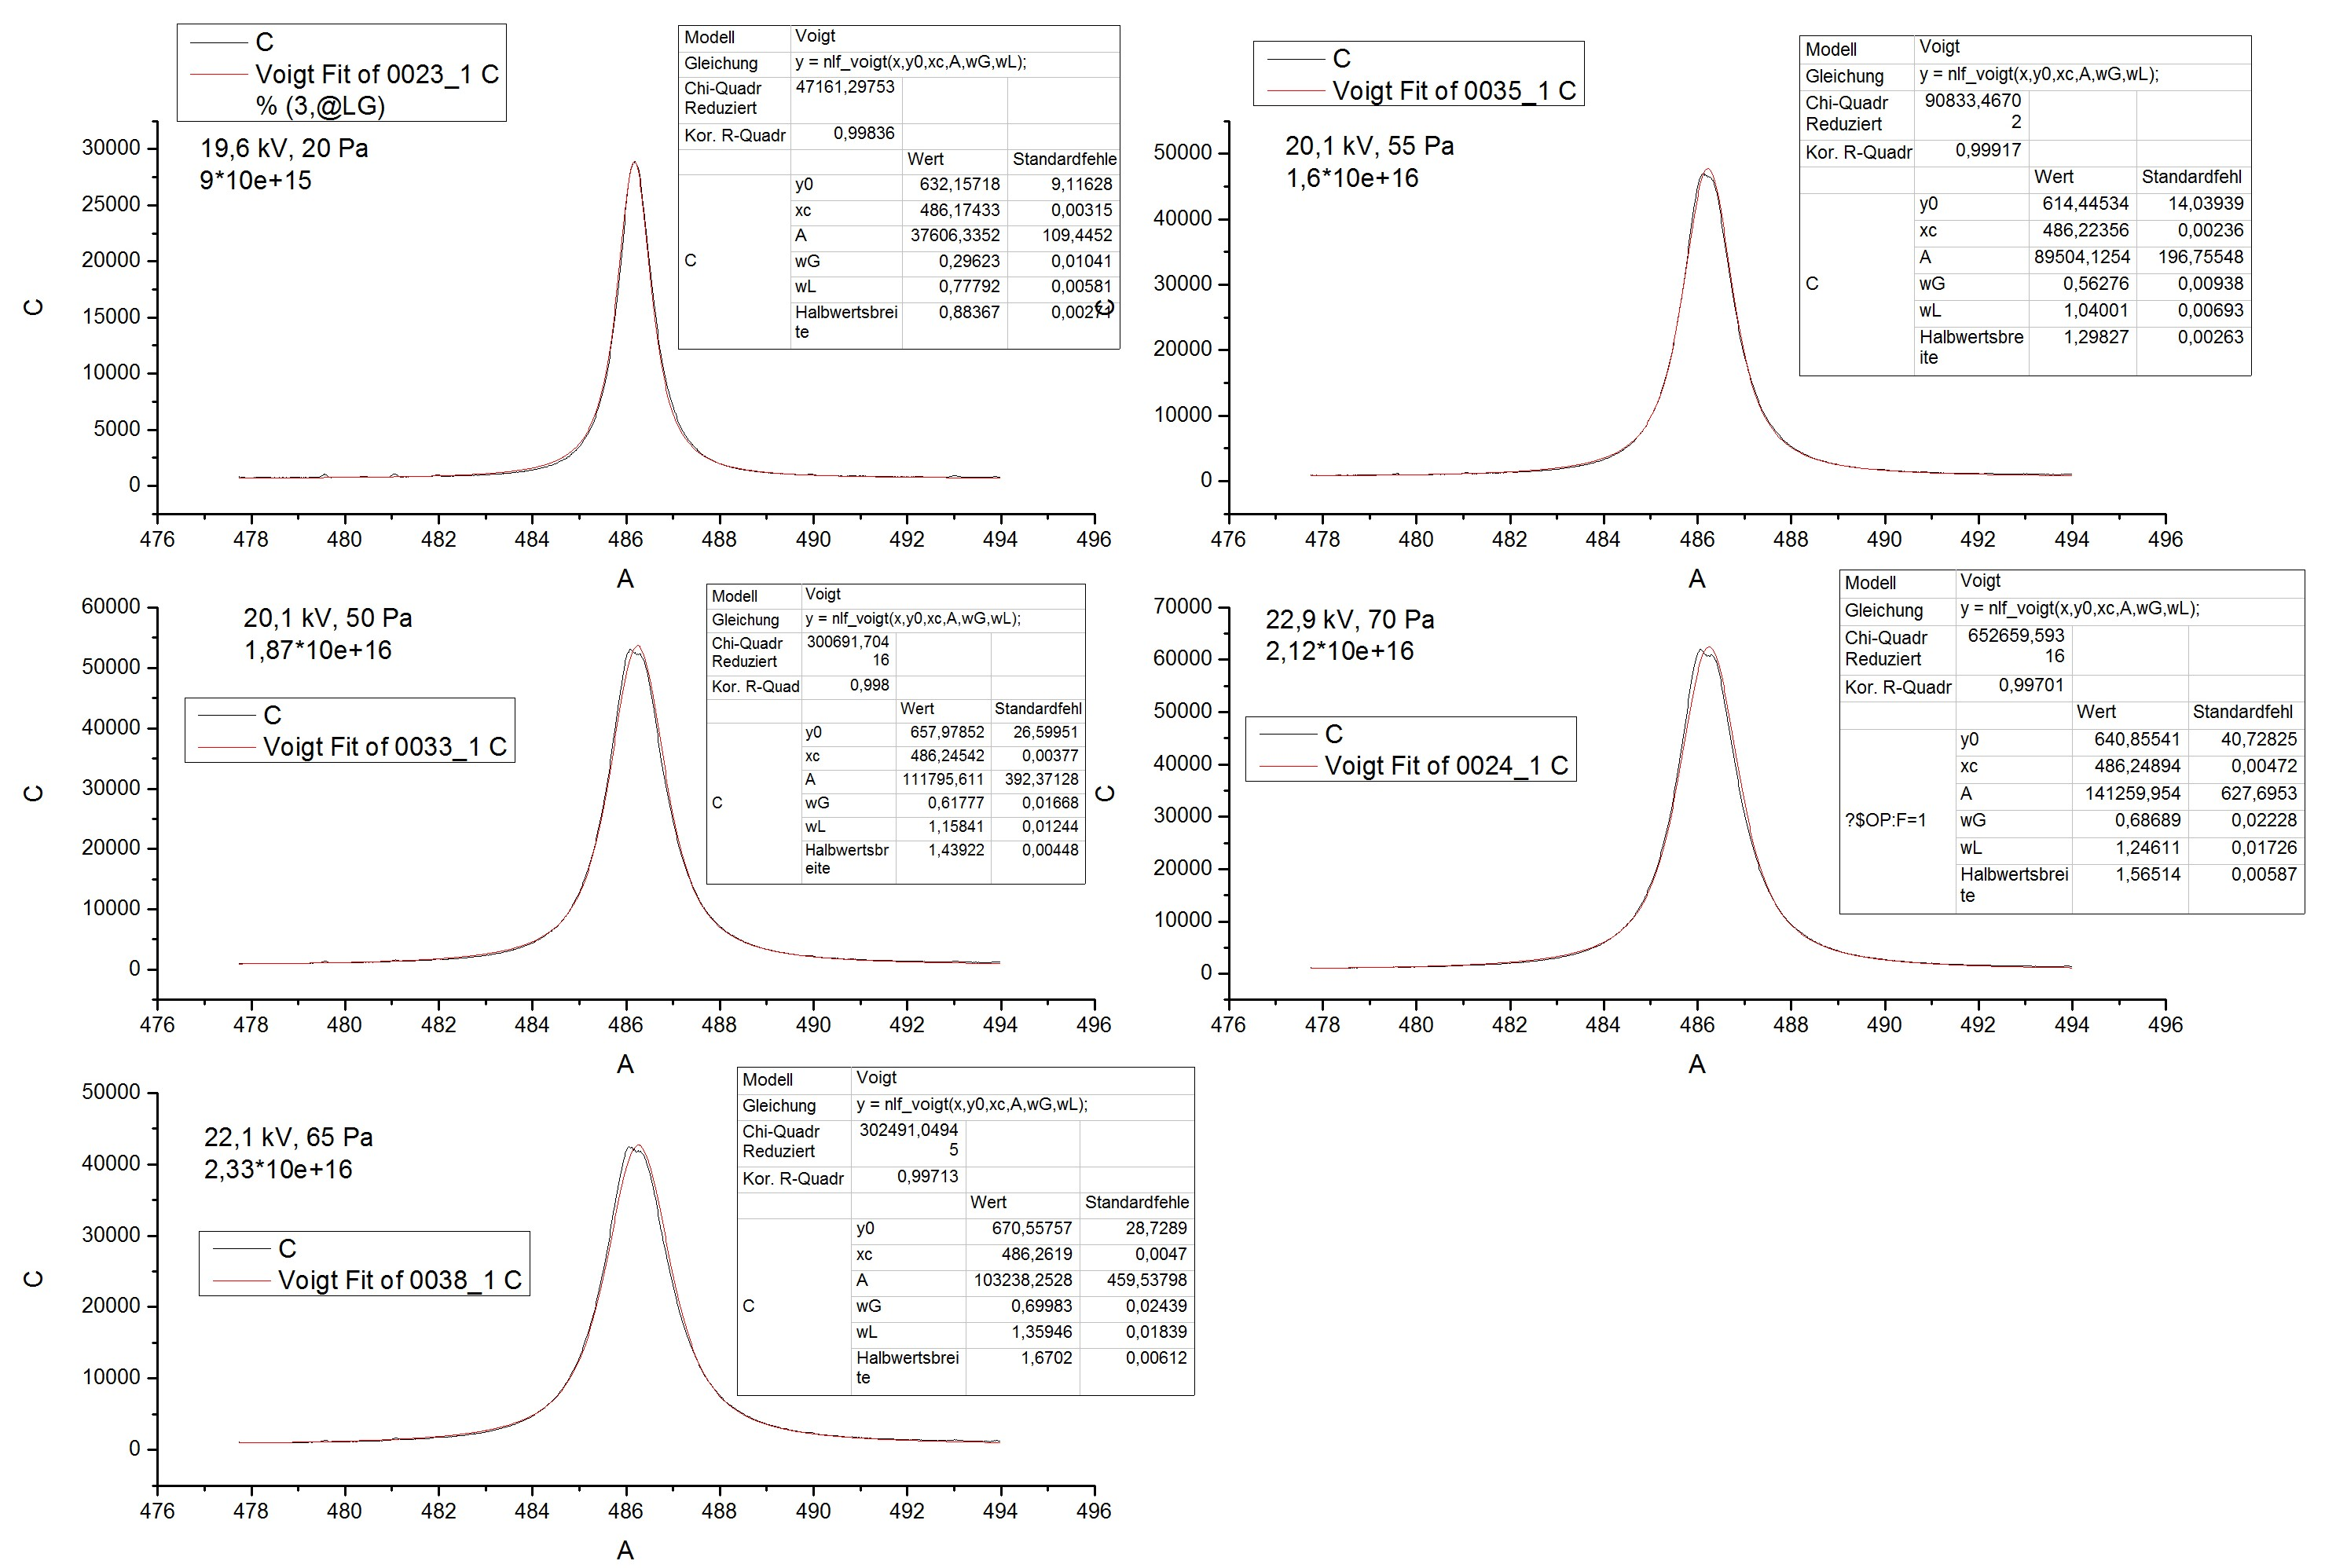 C
Voigt Fit of 0023_1 C
% (3,@LG)
19,6 kV, 20 Pa
9*10e+15
30000
25000
20000
15000
10000
5000
0
C
476 478 480 482 484 486 488 490 492 494 496
A
Modell Voigt
Gleichung y = nlf_voigt(x,y0,xc,A,wG,wL);
Chi-Quadr Reduziert 47161,29753
Kor. R-Quadr 0,99836
Wert Standardfehle
C
y0 632,15718 9,11628
xc 486,17433 0,00315
A 37606,3352 109,4452
wG 0,29623 0,01041
wL 0,77792 0,00581
Halbwertsbrei
te 0,88367 0,00271
C
Voigt Fit of 0035_1 C
20,1 kV, 55 Pa
1,6*10e+16
50000
40000
30000
20000
10000
0
C
476 478 480 482 484 486 488 490 492 494 496
A
Modell Voigt
Gleichung y = nlf_voigt(x,y0,xc,A,wG,wL);
Chi-Quadr Reduziert 90833,4670
2
Kor. R-Quadr 0,99917
Wert Standardfehl
C
y0 614,44534 14,03939
xc 486,22356 0,00236
A 89504,1254 196,75548
wG 0,56276 0,00938
wL 1,04001 0,00693
Halbwertsbre
ite 1,29827 0,00263
20,1 kV, 50 Pa
1,87*10e+16
C
Voigt Fit of 0033_1 C
60000
50000
40000
30000
20000
10000
0
C
476 478 480 482 484 486 488 490 492 494 496
A
Modell Voigt
Gleichung y = nlf_voigt(x,y0,xc,A,wG,wL);
Chi-Quadr Reduziert 300691,704
16
Kor. R-Quad 0,998
Wert Standardfehl
C
y0 657,97852 26,59951
xc 486,24542 0,00377
A 111795,611 392,37128
wG 0,61777 0,01668
wL 1,15841 0,01244
Halbwertsbr
eite 1,43922 0,00448
22,9 kV, 70 Pa
2,12*10e+16
C
Voigt Fit of 0024_1 C
70000
60000
50000
40000
30000
20000
10000
0
C
476 478 480 482 484 486 488 490 492 494 496
A
Modell Voigt
Gleichung y = nlf_voigt(x,y0,xc,A,wG,wL);
Chi-Quadr Reduziert 652659,593
16
Kor. R-Quadr 0,99701
Wert Standardfehl
?$OP:F=1
y0 640,85541 40,72825
xc 486,24894 0,00472
A 141259,954 627,6953
wG 0,68689 0,02228
wL 1,24611 0,01726
Halbwertsbrei
te 1,56514 0,00587
22,1 kV, 65 Pa
2,33*10e+16
C
Voigt Fit of 0038_1 C
50000
40000
30000
20000
10000
0
C
476 478 480 482 484 486 488 490 492 494 496
A
Modell Voigt
Gleichung y = nlf_voigt(x,y0,xc,A,wG,wL);
Chi-Quadr Reduziert 302491,0494
5
Kor. R-Quadr 0,99713
Wert Standardfehle
C
y0 670,55757 28,7289
xc 486,2619 0,0047
A 103238,2528 459,53798
wG 0,69983 0,02439
wL 1,35946 0,01839
Halbwertsbrei
te 1,6702 0,00612